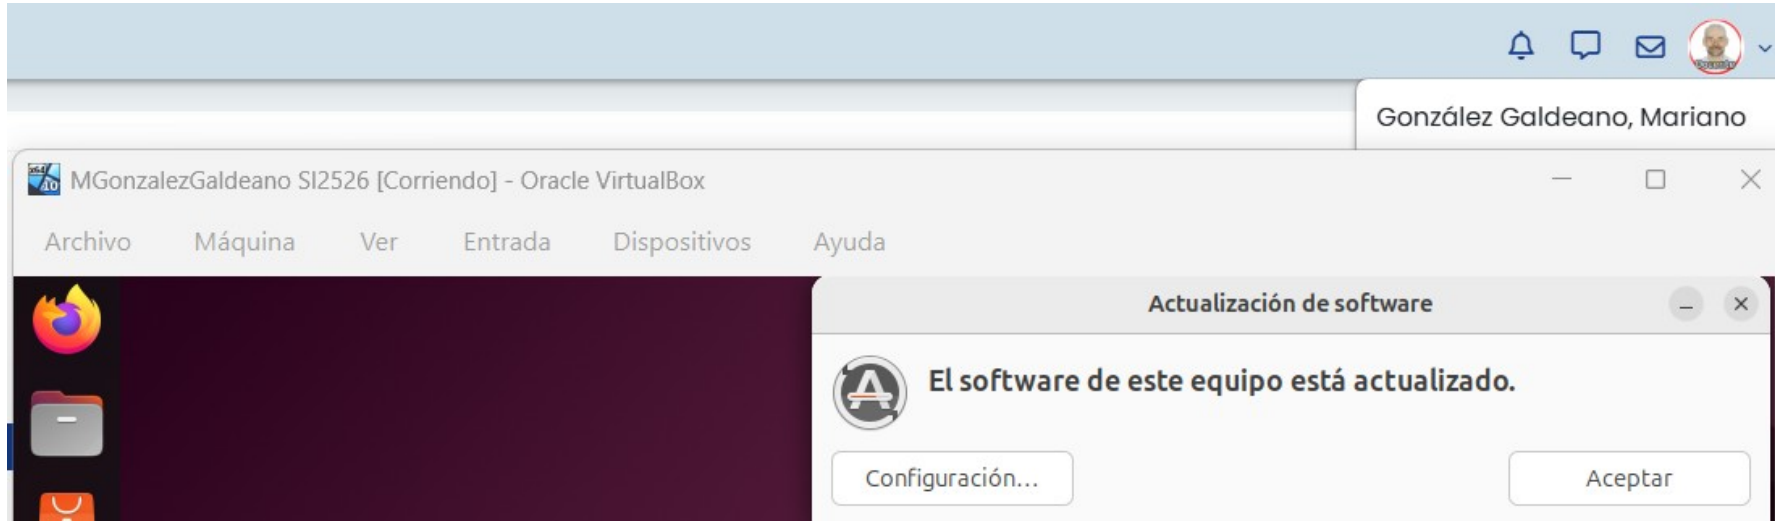 González Galdeano, Mariano
MGonzalezGaldeano SI2526 [Corriendo] - Oracle VirtualBox
Archivo Máquina Ver Entrada Dispositivos Ayuda
Actualización de software
El software de este equipo está actualizado.
Configuración... Aceptar